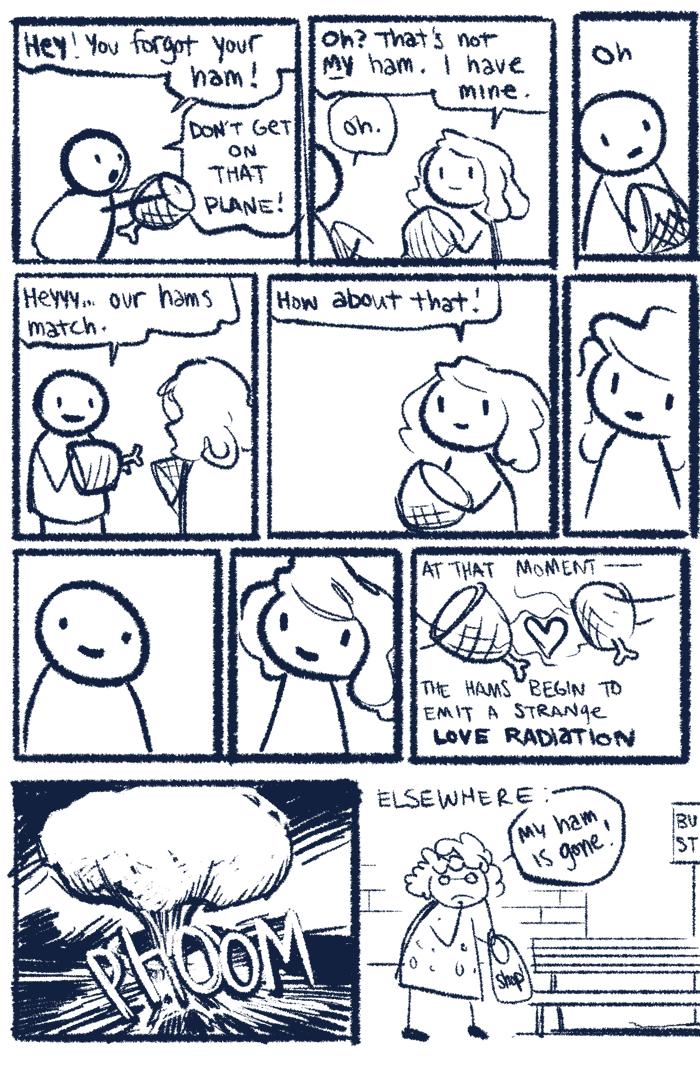 Hey! You forgot your
ham!
DON'T GET
ON
THAT
PLANE!
Oh? That's not
my ham. I have
mine.
oh.
oh
Heyyy... our hams
match.
How about that!
AT THAT MOMENT—
THE HAMS BEGIN TO
EMIT A STRANGE
LOVE RADIATION
PhOOM
ELSEWHERE:
My ham
is gone!
BU
ST
Shop!